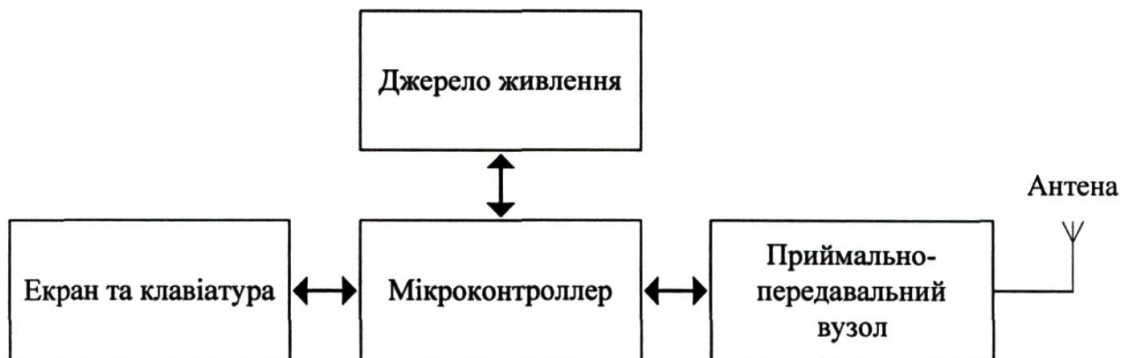 Джерело живлення
Антена
Екран та клавіатура
Мікроконтроллер
Приймально-
передавальний
вузол